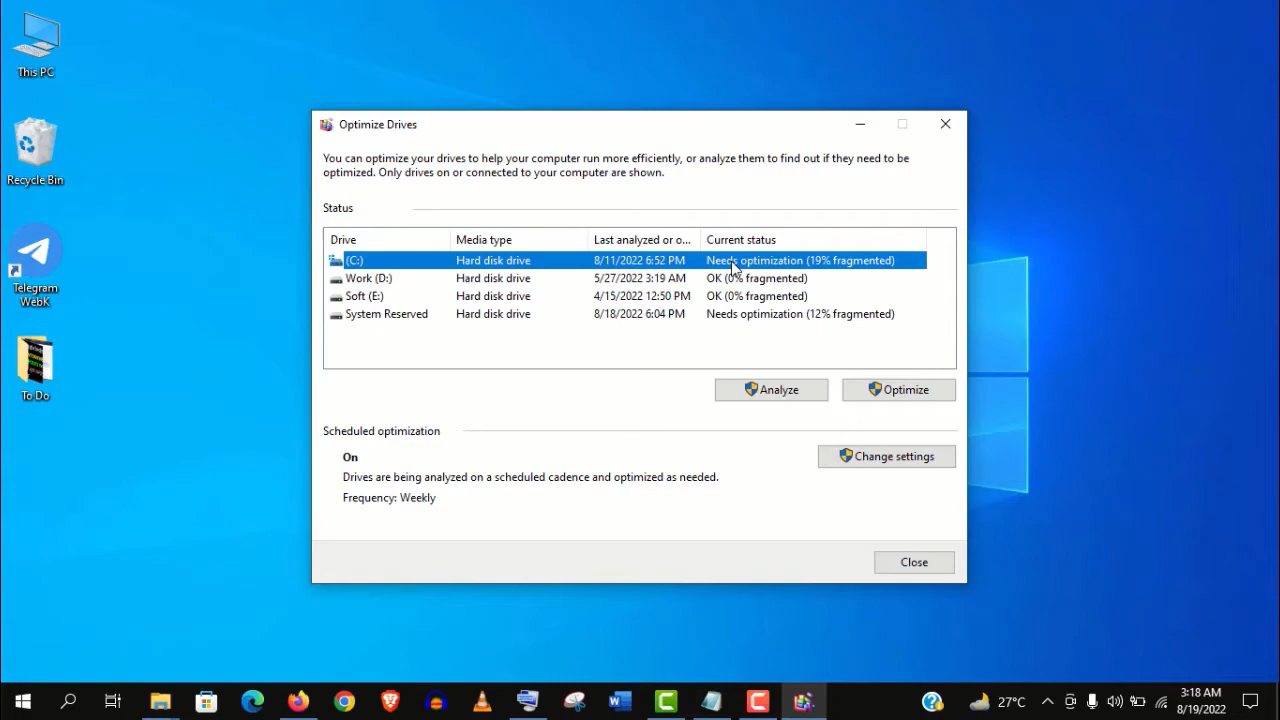 This PC
Recycle Bin
Telegram
WebK
To Do
Optimize Drives
You can optimize your drives to help your computer run more efficiently, or analyze them to find out if they need to be
optimized. Only drives on or connected to your computer are shown.
Status
Drive Media type Last analyzed or o... Current status
(C:) Hard disk drive 8/11/2022 6:52 PM Needs optimization (19% fragmented)
Work (D:) Hard disk drive 5/27/2022 3:19 AM OK (0% fragmented)
Soft (E:) Hard disk drive 4/15/2022 12:50 PM OK (0% fragmented)
System Reserved Hard disk drive 8/18/2022 6:04 PM Needs optimization (12% fragmented)
Analyze Optimize
Scheduled optimization
On
Change settings
Drives are being analyzed on a scheduled cadence and optimized as needed.
Frequency: Weekly
Close
27°C
3:18 AM
8/19/2022